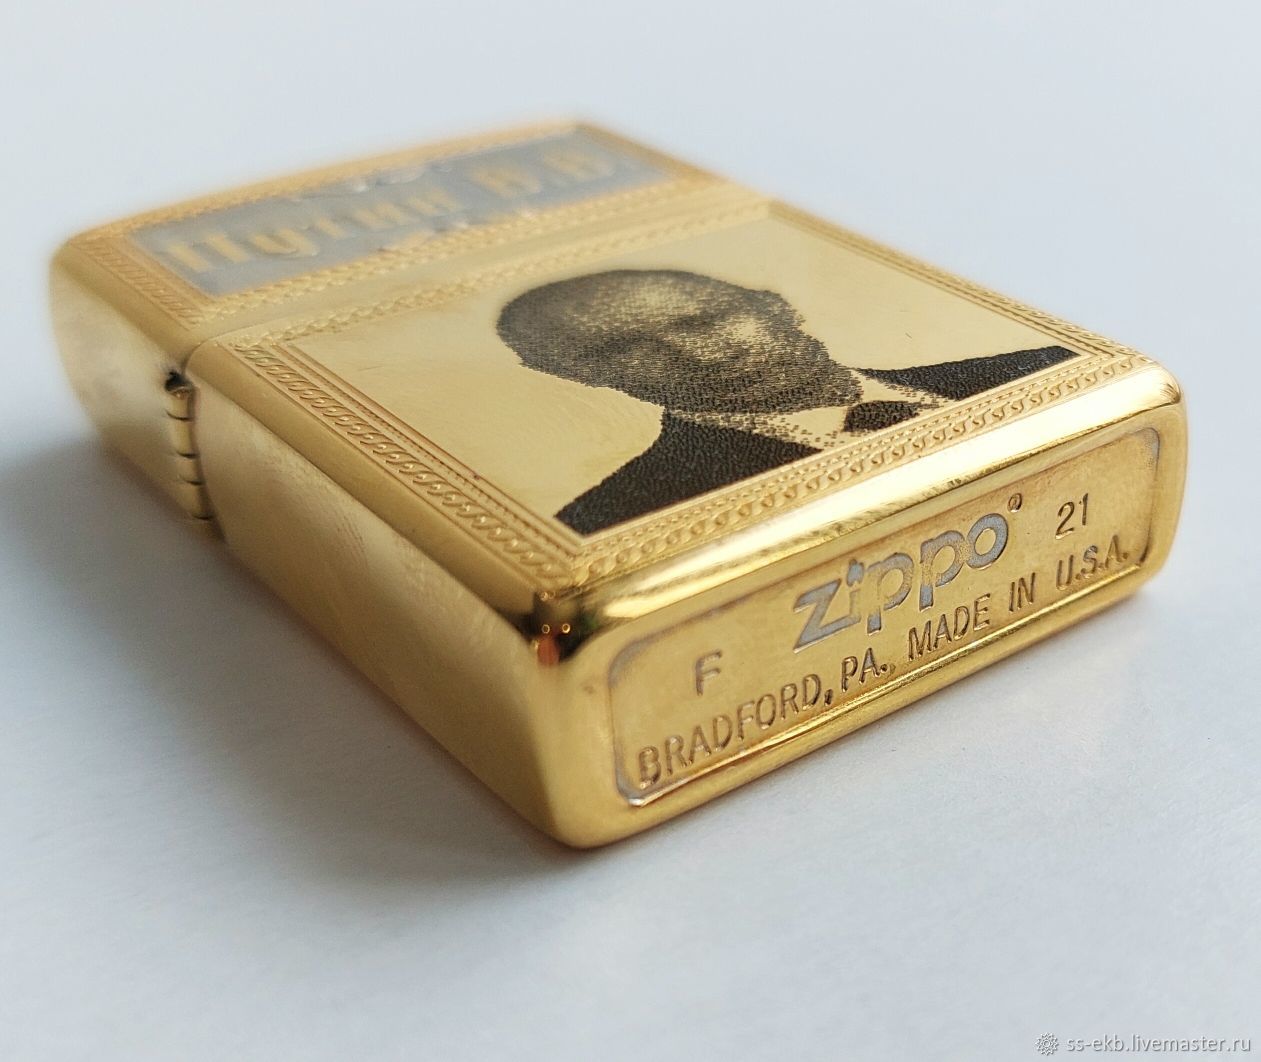 Путин В.В.
zippo® 21
F
BRADFORD, PA. MADE IN U.S.A.
ss-ekb.livemaster.ru